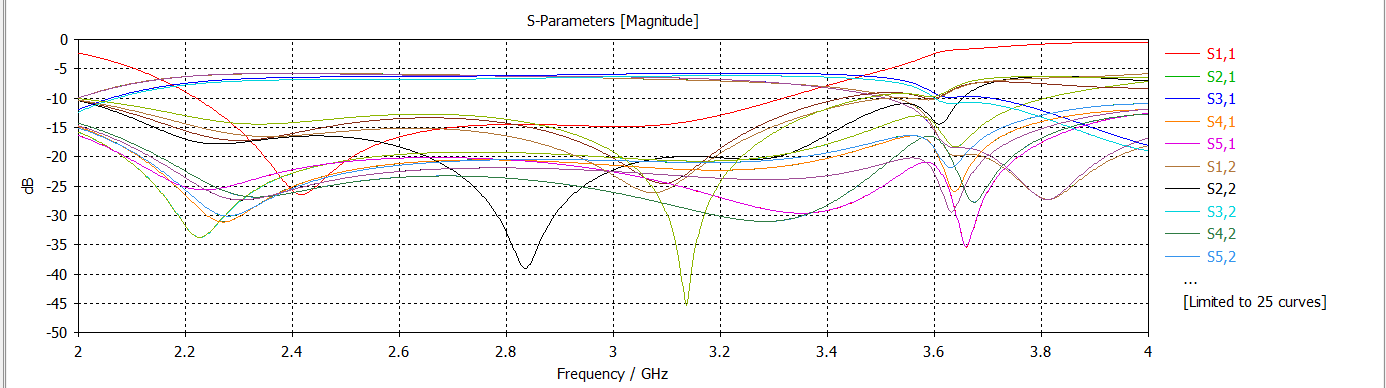 S-Parameters [Magnitude]
0
-5
-10
-15
-20
-25
-30
-35
-40
-45
-50
dB
2
2.2
2.4
2.6
2.8
3
3.2
3.4
3.6
3.8
4
Frequency / GHz
S1,1
S2,1
S3,1
S4,1
S5,1
S1,2
S2,2
S3,2
S4,2
S5,2
...
[Limited to 25 curves]